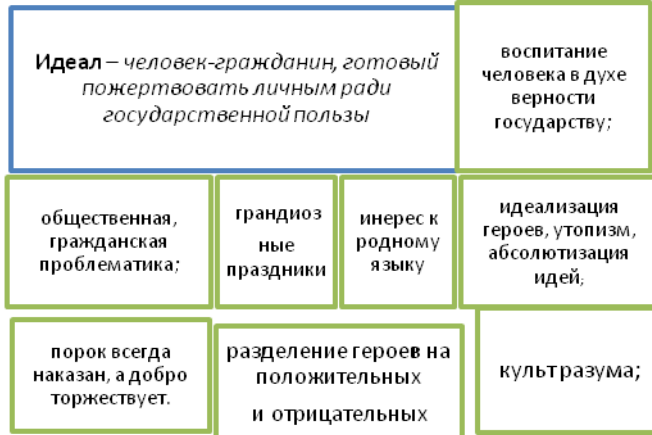 Идеал – человек-гражданин, готовый
пожертвовать личным ради
государственной пользы
воспитание
человека в духе
верности
государству;
общественная,
гражданская
проблематика;
грандиоз
ные
праздники
инерес к
родному
языку
идеализация
героев, утопизм,
абсолютизация
идей;
порок всегда
наказан, а добро
торжествует.
разделение героев на
положительных
и отрицательных
культ разума;